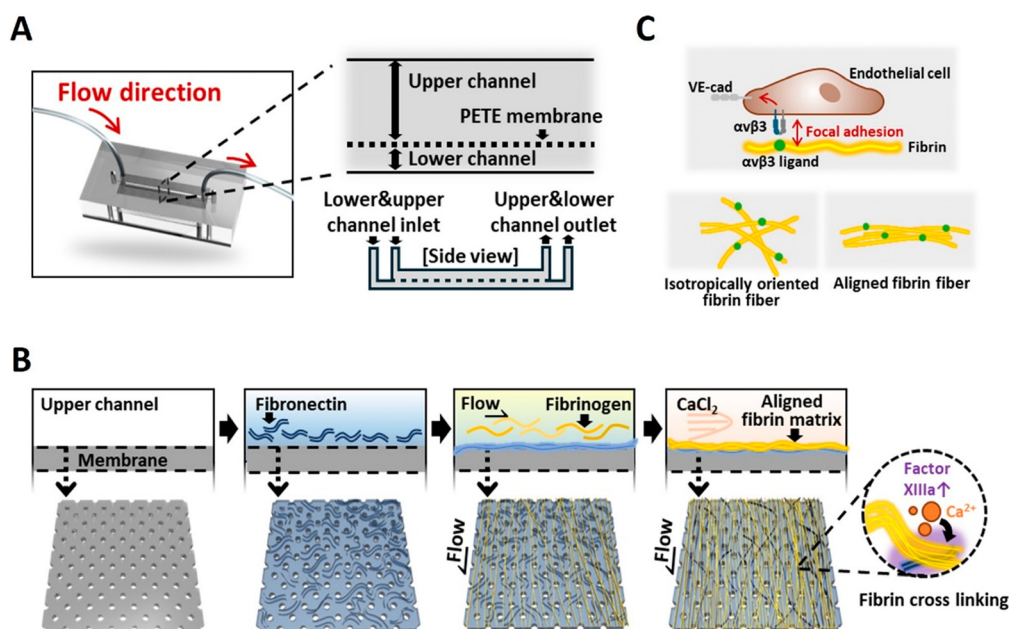 A
Flow direction
Upper channel
PETE membrane
Lower channel
Lower&upper
channel inlet
Upper&lower
channel outlet
[Side view]
C
Endothelial cell
VE-cad
αvβ3
Focal adhesion
Fibrin
αvβ3 ligand
Isotropically oriented
fibrin fiber
Aligned fibrin fiber
B
Upper channel
Membrane
Fibronectin
Flow
Fibrinogen
CaCl₂
Aligned
fibrin matrix
Flow
Flow
Factor
XIIIa↑
Ca²⁺
Fibrin cross linking